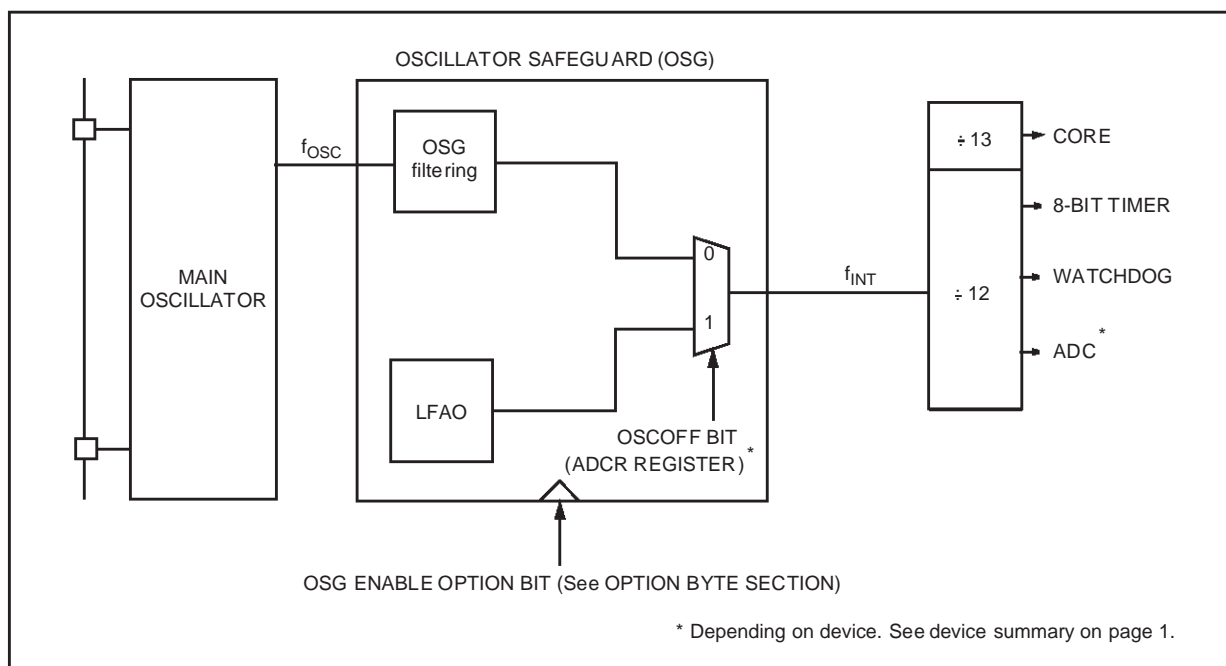 OSCILLATOR SAFEGUARD (OSG)
MAIN
OSCILLATOR
fOSC
OSG
filtering
LFAO
0
1
OSCOFF BIT
(ADCR REGISTER)*
fINT
÷ 13
÷ 12
CORE
8-BIT TIMER
WATCHDOG
ADC*
OSG ENABLE OPTION BIT (See OPTION BYTE SECTION)
* Depending on device. See device summary on page 1.